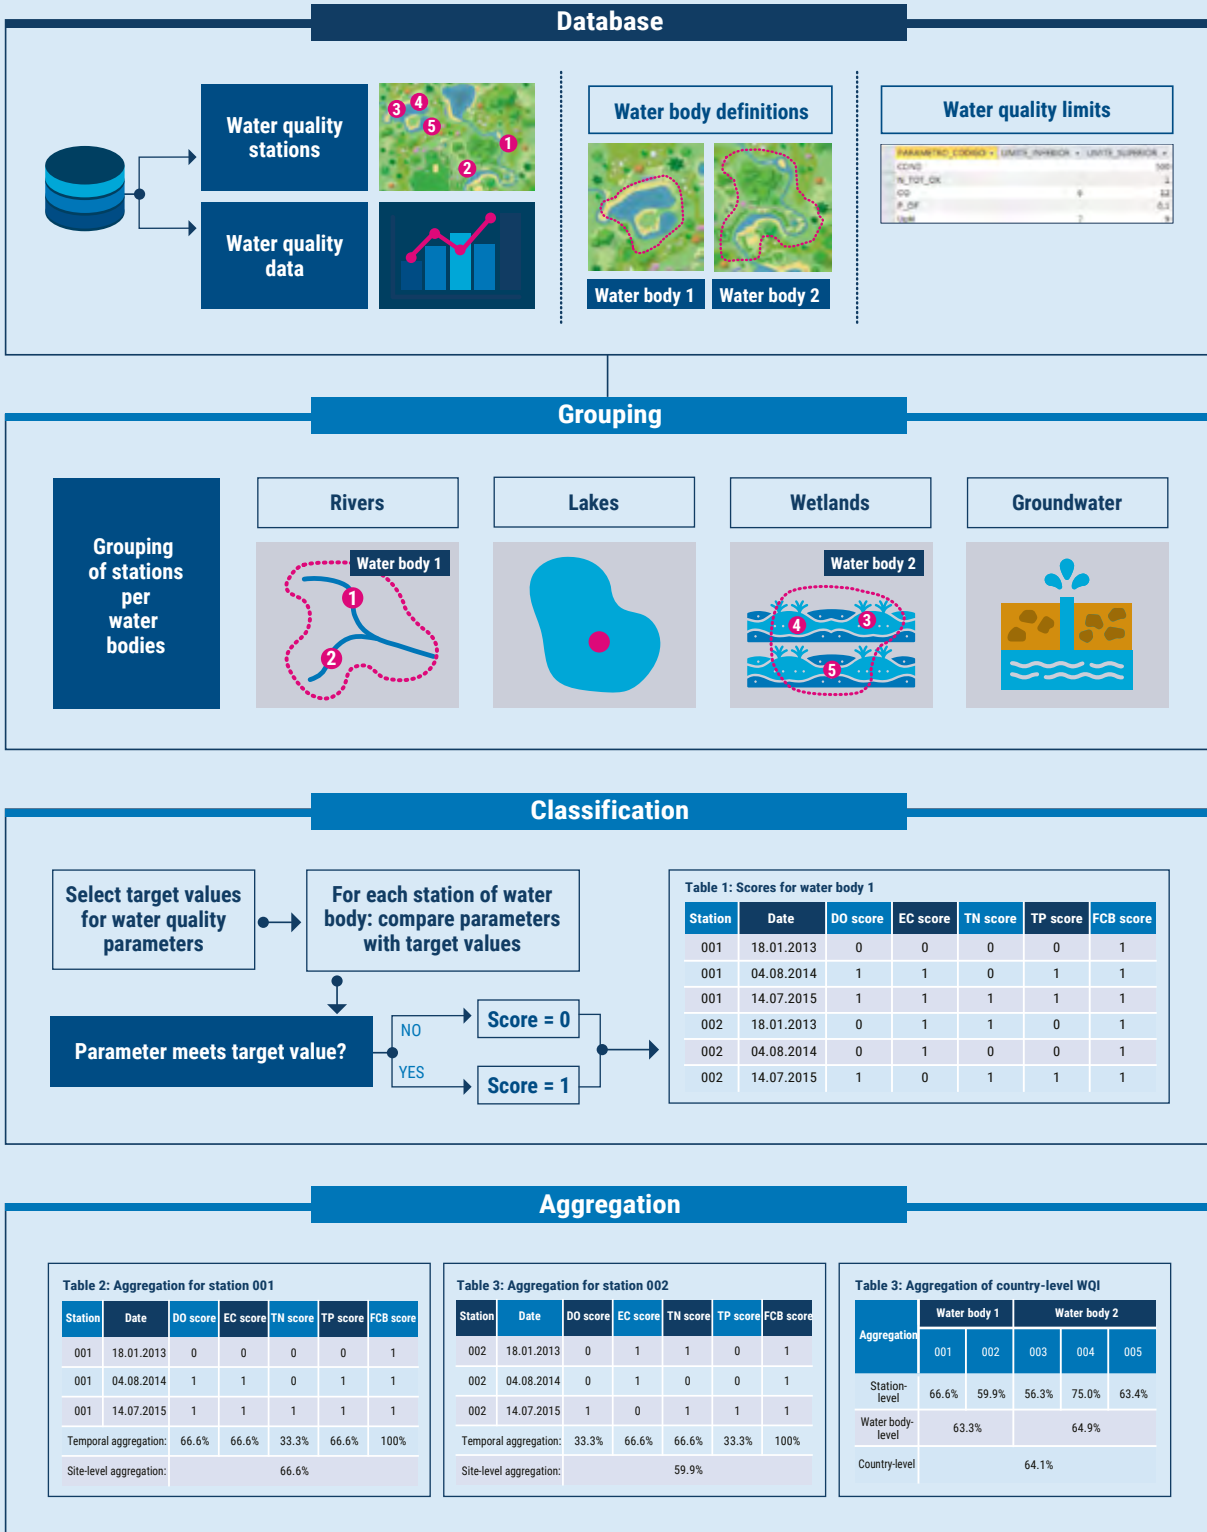 Database
Water quality
stations
3
4
5
1
2
Water quality
data
Water body definitions
Water body 1
Water body 2
Water quality limits
PARAMETRO_CODIGO LIMITE_INFERIOR LIMITE_SUPERIOR
COND 500
N_TOT_OX 1
OD 6 12
P_OF 0,1
7 9
Grouping
Grouping
of stations
per
water
bodies
Rivers
Water body 1
1
2
Lakes
Wetlands
Water body 2
4
3
5
Groundwater
Classification
Select target values
for water quality
parameters
For each station of water
body: compare parameters
with target values
Parameter meets target value?
NO
YES
Score = 0
Score = 1
Table 1: Scores for water body 1
Station Date DO score EC score TN score TP score FCB score
001 18.01.2013 0 0 0 0 1
001 04.08.2014 1 1 0 1 1
001 14.07.2015 1 1 1 1 1
002 18.01.2013 0 1 1 0 1
002 04.08.2014 0 1 0 0 1
002 14.07.2015 1 0 1 1 1
Aggregation
Table 2: Aggregation for station 001
Station Date DO score EC score TN score TP score FCB score
001 18.01.2013 0 0 0 0 1
001 04.08.2014 1 1 0 1 1
001 14.07.2015 1 1 1 1 1
Temporal aggregation: 66.6% 66.6% 33.3% 66.6% 100%
Site-level aggregation: 66.6%
Table 3: Aggregation for station 002
Station Date DO score EC score TN score TP score FCB score
002 18.01.2013 0 1 1 0 1
002 04.08.2014 0 1 0 0 1
002 14.07.2015 1 0 1 1 1
Temporal aggregation: 33.3% 66.6% 66.6% 33.3% 100%
Site-level aggregation: 59.9%
Table 3: Aggregation of country-level WQI
Aggregation
Water body 1 Water body 2
001 002 003 004 005
Station-
level
66.6% 59.9% 56.3% 75.0% 63.4%
Water body-
level
63.3% 64.9%
Country-level 64.1%